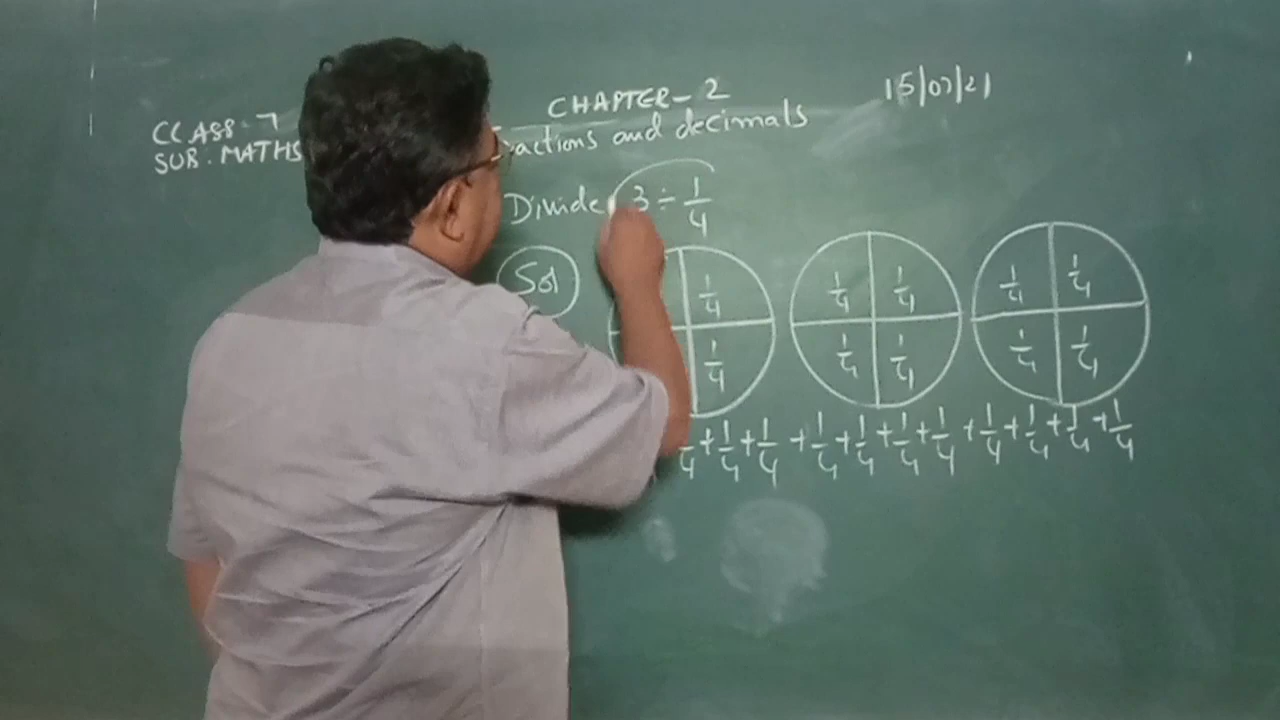 CHAPTER-2 15/07/21
CLASS-7
SUB. MATHS actions and decimals
Divide 3 ÷ 1/4
Sol
1/4 1/4 1/4 1/4 1/4
1/4 1/4 1/4 1/4 1/4
1/4 + 1/4 + 1/4 + 1/4 + 1/4 + 1/4 + 1/4 + 1/4 + 1/4 + 1/4 + 1/4